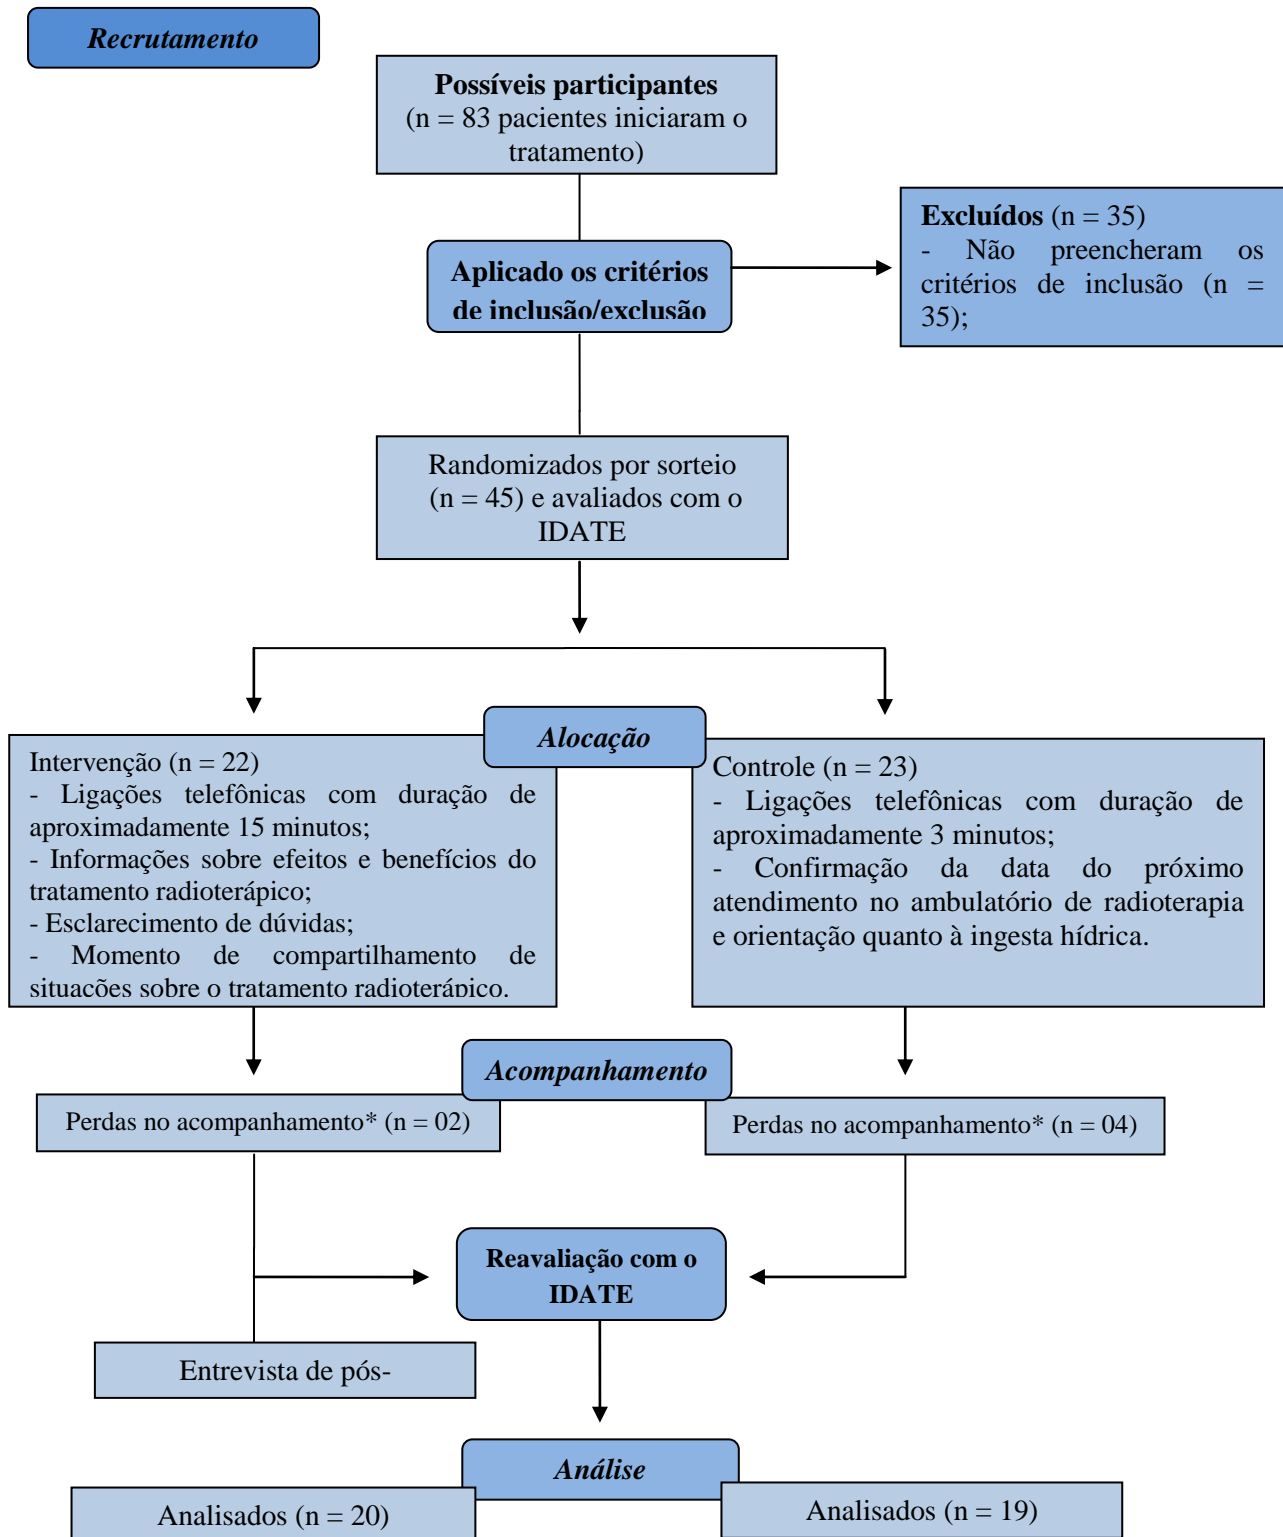 Recrutamento
Possíveis participantes
(n = 83 pacientes iniciaram o
tratamento)
Excluídos (n = 35)
- Não preencheram os
critérios de inclusão (n =
35);
Aplicado os critérios
de inclusão/exclusão
Randomizados por sorteio
(n = 45) e avaliados com o
IDATE
Alocação
Intervenção (n = 22)
- Ligações telefônicas com duração de
aproximadamente 15 minutos;
- Informações sobre efeitos e benefícios do
tratamento radioterápico;
- Esclarecimento de dúvidas;
- Momento de compartilhamento de
situações sobre o tratamento radioterápico.
Controle (n = 23)
- Ligações telefônicas com duração de
aproximadamente 3 minutos;
- Confirmação da data do próximo
atendimento no ambulatório de radioterapia
e orientação quanto à ingesta hídrica.
Acompanhamento
Perdas no acompanhamento* (n = 02)
Perdas no acompanhamento* (n = 04)
Reavaliação com o
IDATE
Entrevista de pós-
Análise
Analisados (n = 20)
Analisados (n = 19)